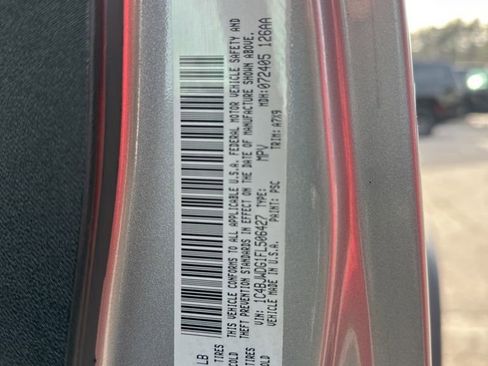 LB
TIRES
COLD
TIRES
COLD
THIS VEHICLE CONFORMS TO ALL APPLICABLE U.S.A. FEDERAL MOTOR VEHICLE SAFETY AND
THEFT PREVENTION STANDARDS IN EFFECT ON THE DATE OF MANUFACTURE SHOWN ABOVE.
VIN: 1C4BJWDG1FL506427 TYPE: MPV MDH:072405 126AA
VEHICLE MADE IN U.S.A. PAINT: PSC TRIM: A7X9